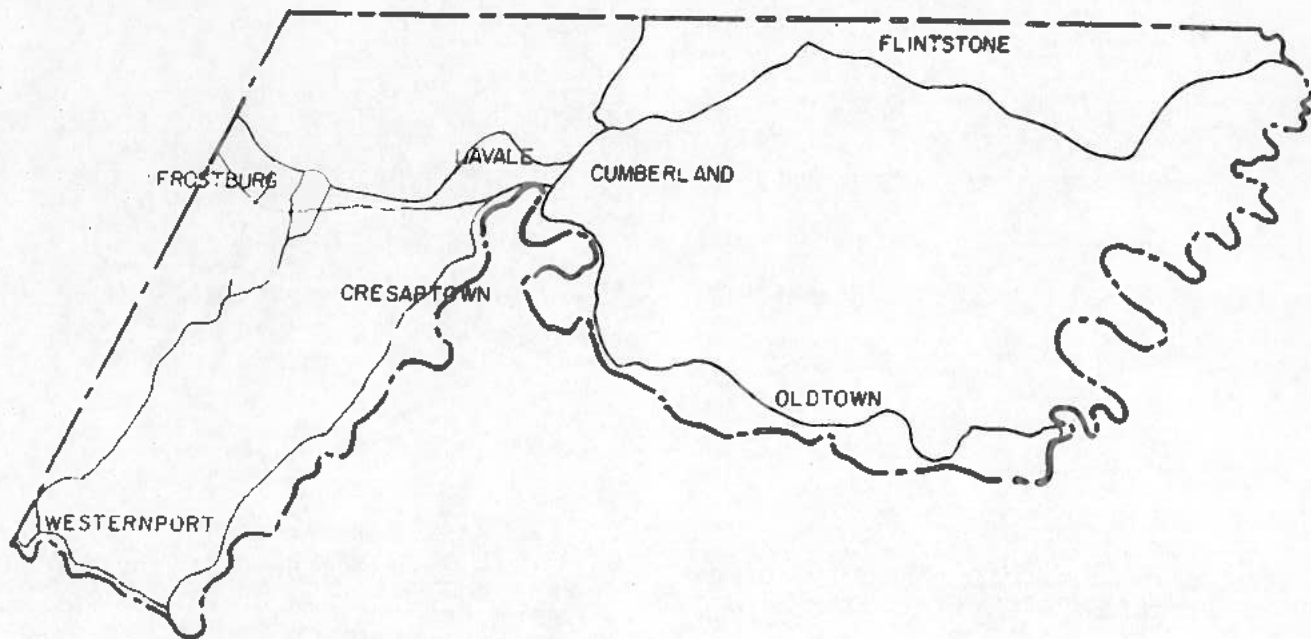 FLINTSTONE
LAVALE
CUMBERLAND
FROSTBURG
CRESAPTOWN
OLDTOWN
WESTERNPORT